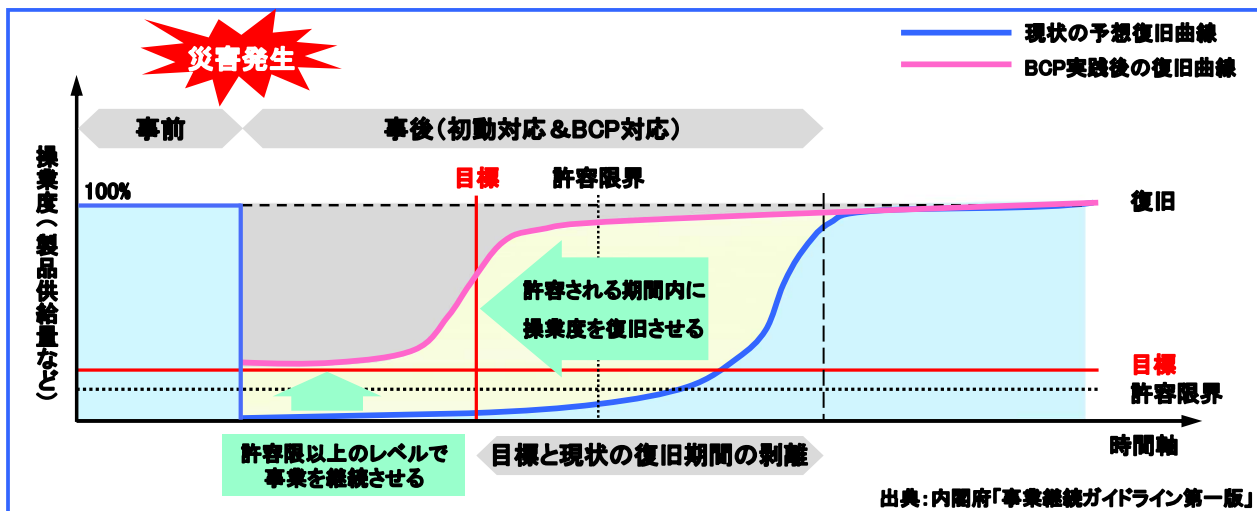 災害発生
現状の予想復旧曲線
BCP実践後の復旧曲線
事前
事後(初動対応&BCP対応)
操業度(製品供給量など)
100%
目標
許容限界
復旧
許容される期間内に
操業度を復旧させる
目標
許容限界
時間軸
許容限以上のレベルで
事業を継続させる
目標と現状の復旧期間の剥離
出典:内閣府「事業継続ガイドライン第一版」